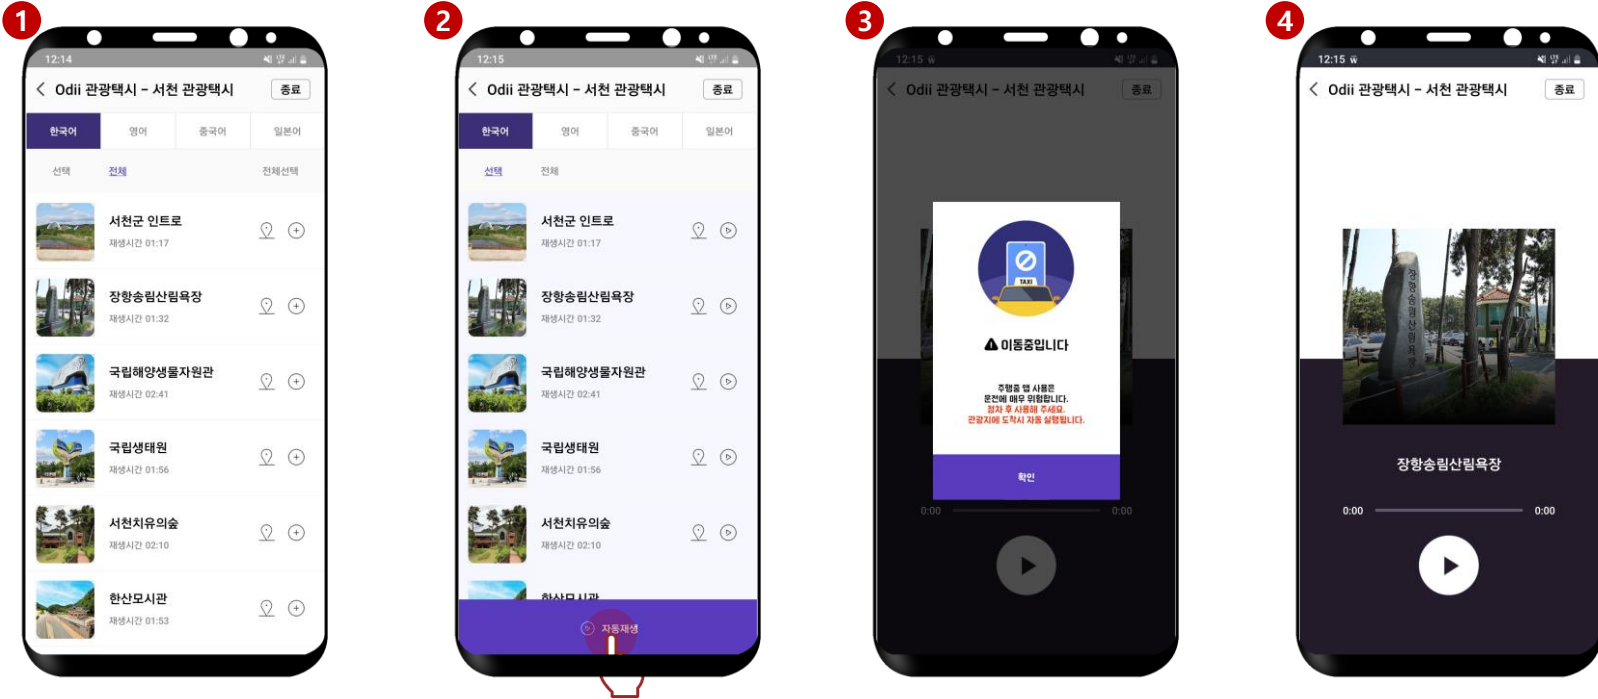 1
12:14
Odii 관광택시 – 서천 관광택시
종료
한국어 영어 중국어 일본어
선택 전체 전체선택
서천군 인트로
재생시간 01:17
장항송림산림욕장
재생시간 01:32
국립해양생물자원관
재생시간 02:41
국립생태원
재생시간 01:56
서천치유의숲
재생시간 02:10
한산모시관
재생시간 01:53
2
12:15
Odii 관광택시 – 서천 관광택시
종료
한국어 영어 중국어 일본어
선택 전체
서천군 인트로
재생시간 01:17
장항송림산림욕장
재생시간 01:32
국립해양생물자원관
재생시간 02:41
국립생태원
재생시간 01:56
서천치유의숲
재생시간 02:10
한산모시관
자동재생
3
12:15
Odii 관광택시 – 서천 관광택시
종료
TAXI
이동중입니다
주행중 앱 사용은
운전에 매우 위험합니다.
정차 후 사용해 주세요.
관광지에 도착시 자동 실행됩니다.
확인
0:00 0:00
4
12:15
Odii 관광택시 – 서천 관광택시
종료
장항송림산림욕장
장항송림산림욕장
0:00 0:00